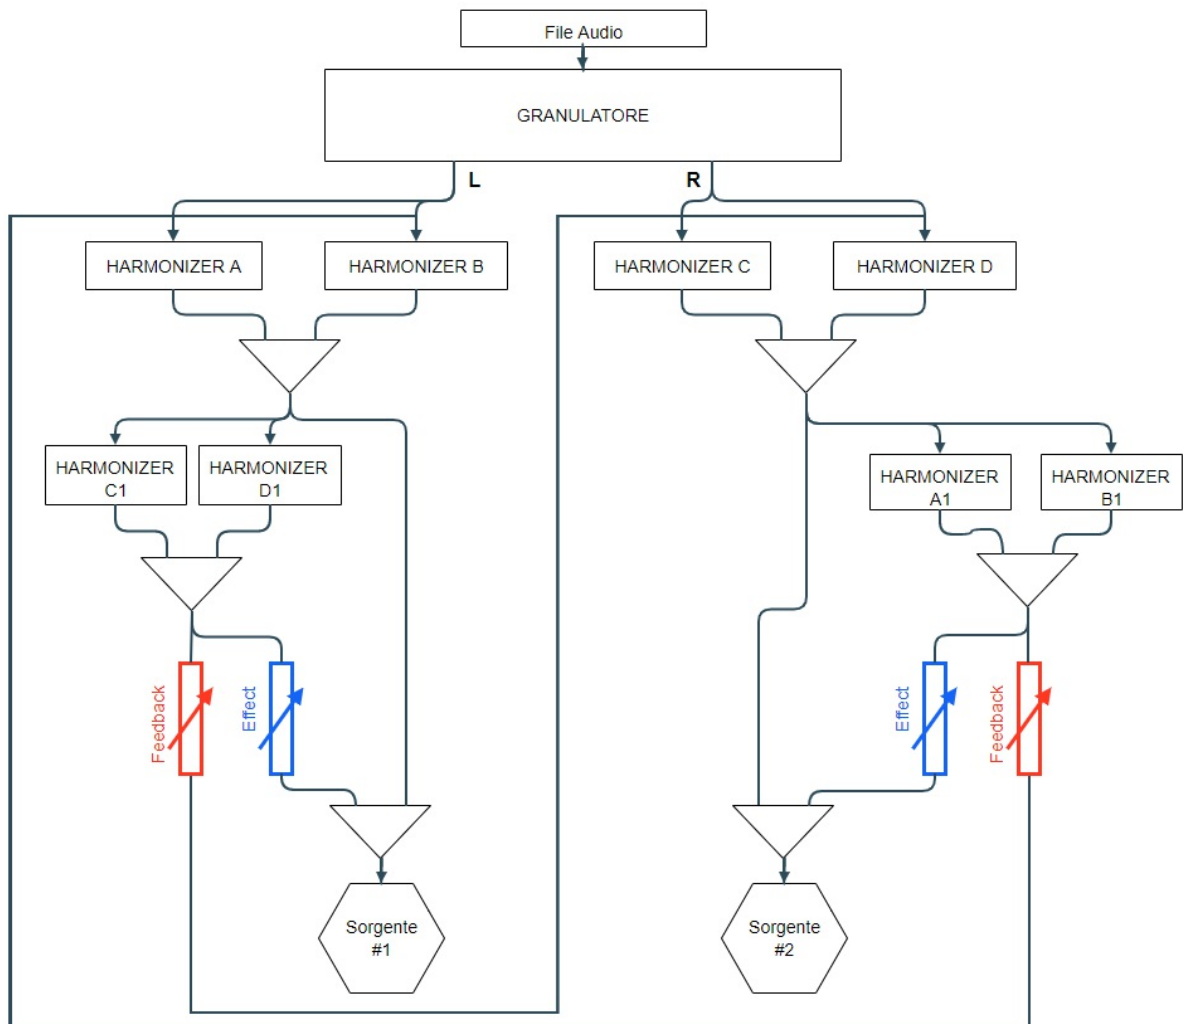 File Audio
GRANULATORE
L
R
HARMONIZER A
HARMONIZER B
HARMONIZER C
HARMONIZER D
HARMONIZER
C1
HARMONIZER
D1
HARMONIZER
A1
HARMONIZER
B1
Feedback
Effect
Effect
Feedback
Sorgente
#1
Sorgente
#2